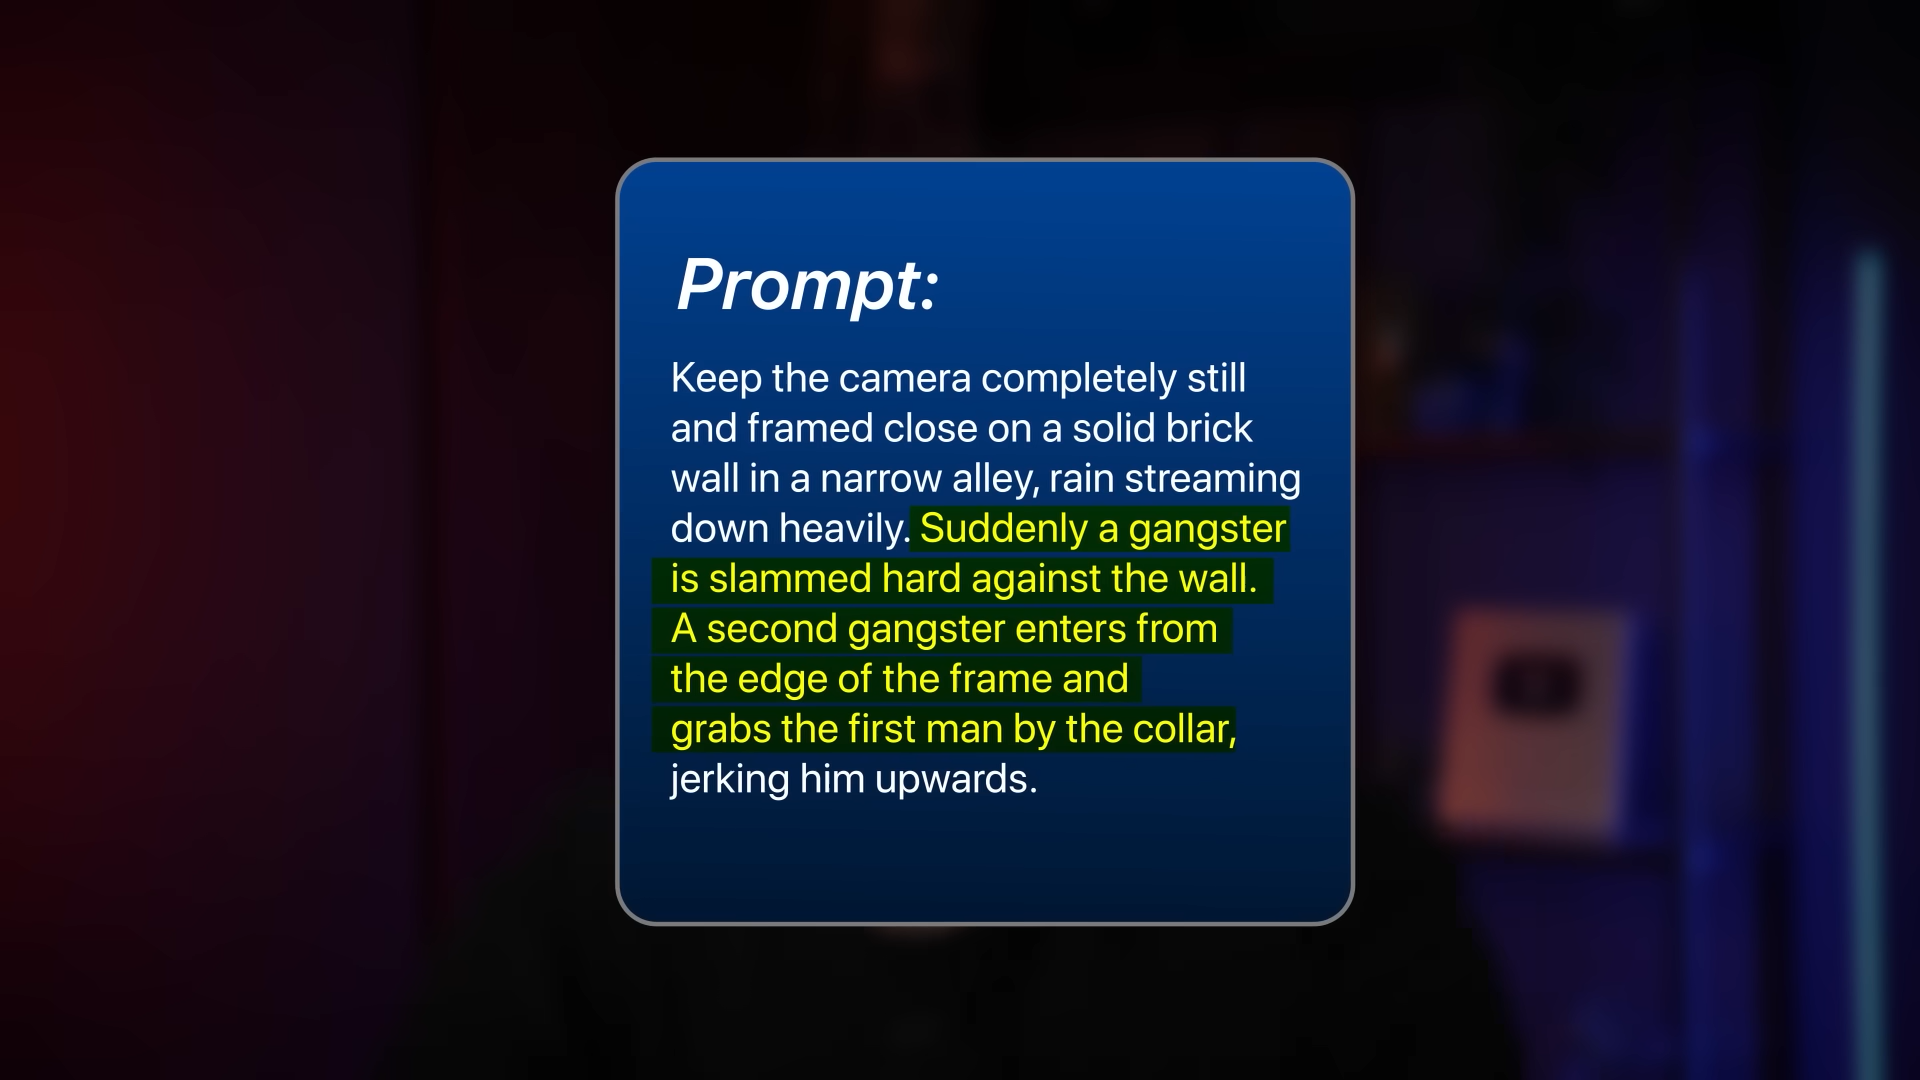 Prompt:
Keep the camera completely still
and framed close on a solid brick
wall in a narrow alley, rain streaming
down heavily. Suddenly a gangster
is slammed hard against the wall.
A second gangster enters from
the edge of the frame and
grabs the first man by the collar,
jerking him upwards.